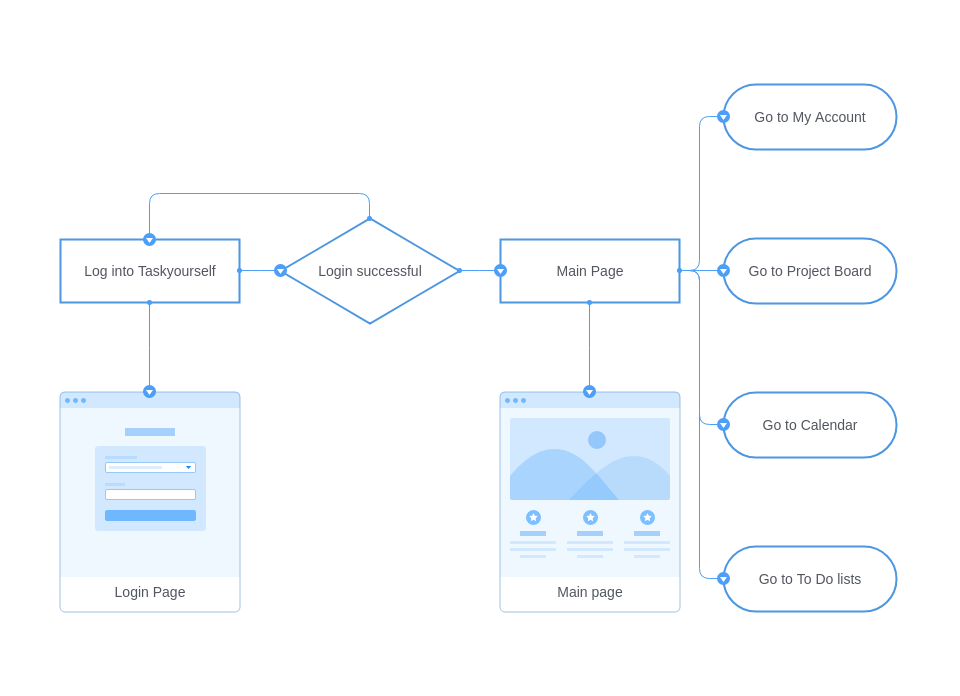 Go to My Account
Log into Taskyourself
Login successful
Main Page
Go to Project Board
Go to Calendar
Go to To Do lists
Login Page
Main page